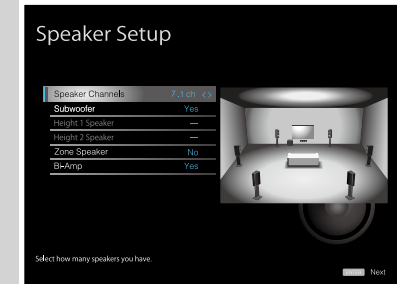 Speaker Setup
Speaker Channels 7.1 ch < >
Subwoofer Yes
Height 1 Speaker —
Height 2 Speaker —
Zone Speaker No
Bi-Amp Yes
Select how many speakers you have.
ENTER Next